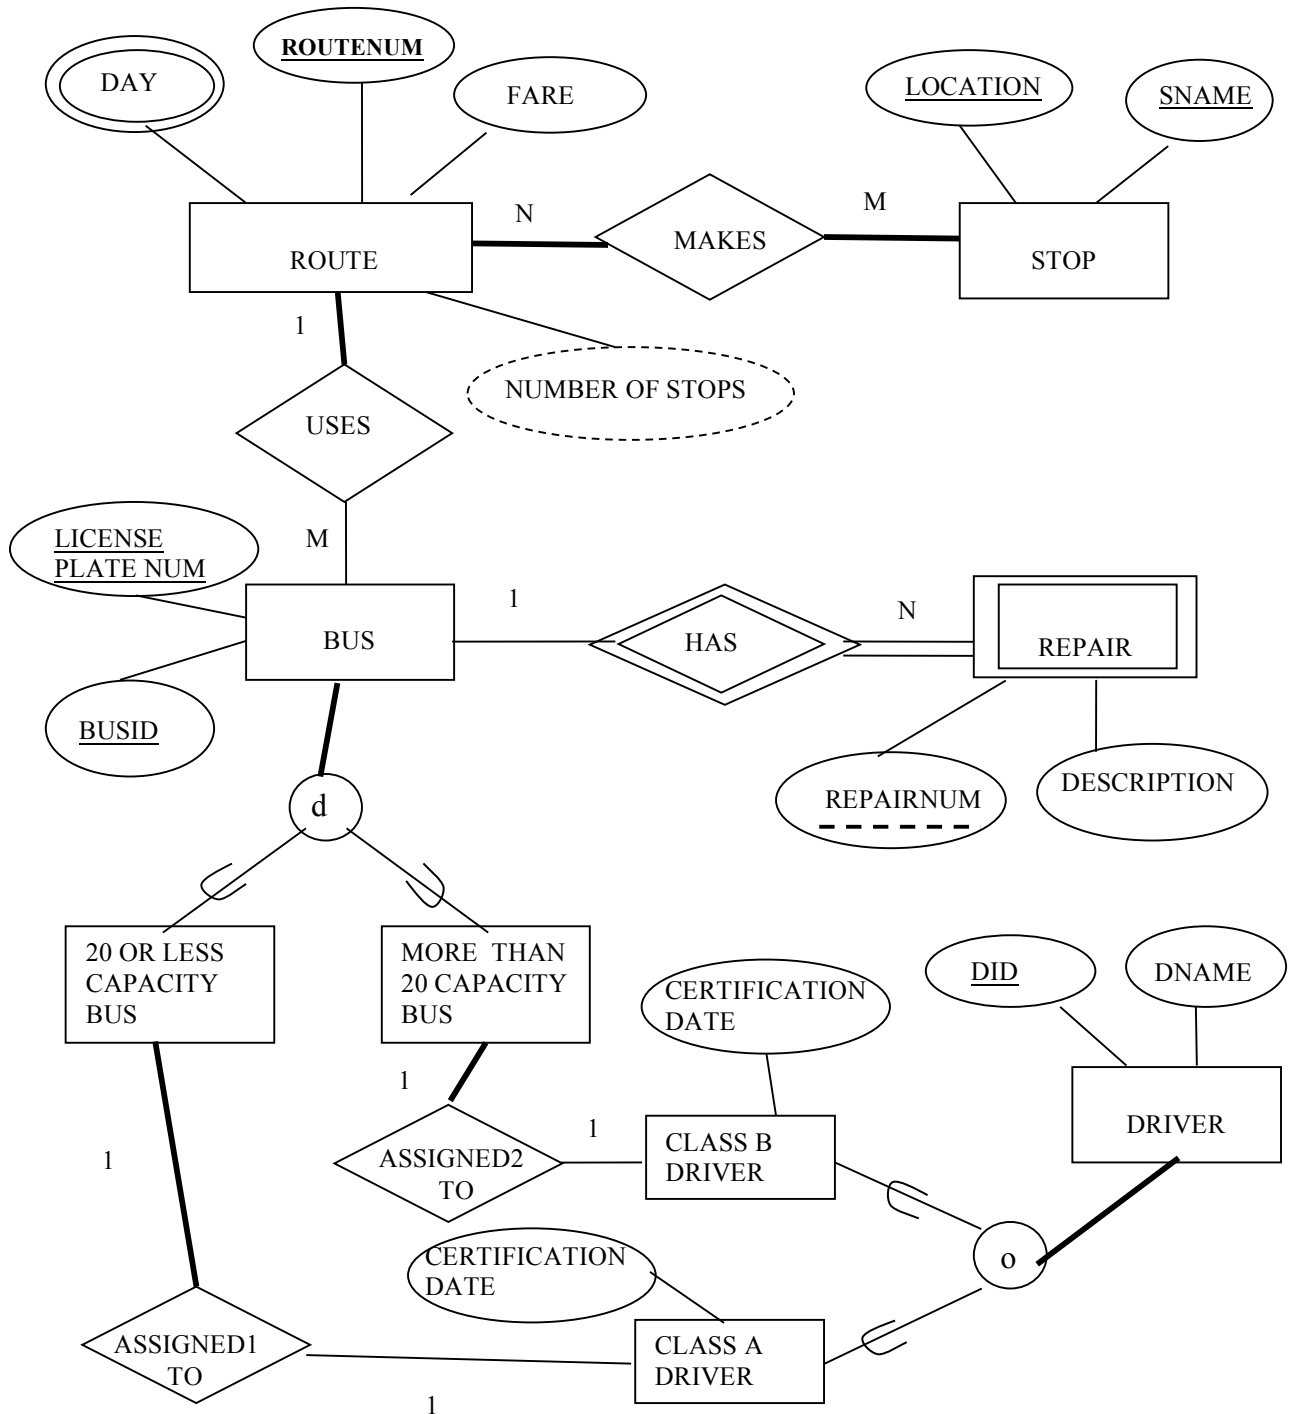 ROUTENUM
DAY
FARE
LOCATION
SNAME
N
M
MAKES
ROUTE
STOP
1
NUMBER OF STOPS
USES
M
LICENSE
PLATE NUM
1
N
BUS
HAS
REPAIR
BUSID
REPAIRNUM
DESCRIPTION
d
20 OR LESS
CAPACITY
BUS
MORE THAN
20 CAPACITY
BUS
CERTIFICATION
DATE
DID
DNAME
1
1
1
ASSIGNED2
TO
CLASS B
DRIVER
DRIVER
o
CERTIFICATION
DATE
ASSIGNED1
TO
CLASS A
DRIVER
1